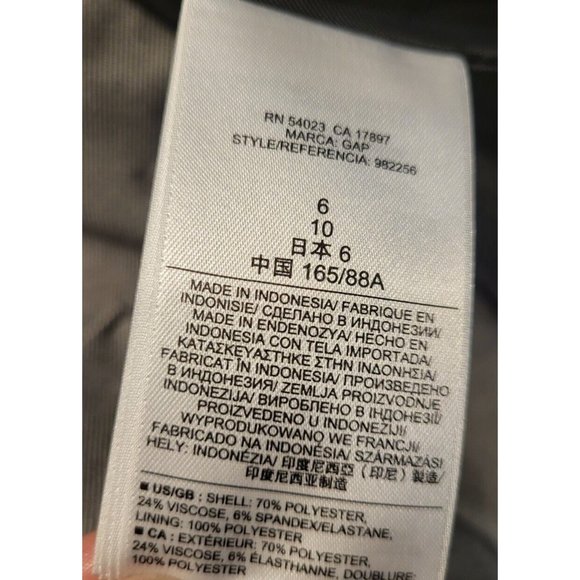 RN 54023 CA 17897
MARCA: GAP
STYLE/REFERENCIA: 982256
6
10
日本 6
中国 165/88A
MADE IN INDONESIA/ FABRIQUE EN
INDONISIE/ СДЕЛАНО В ИНДОНЕЗИИ/
MADE IN ENDENOZYA/ HECHO EN
INDONESIA CON TELA IMPORTADA/
ΚΑΤΑΣΚΕΥΑΣΤΗΚΕ ΣΤΗΝ ΙΝΔΟΝΗΣΙΑ/
FABRICAT ÎN INDONESIA/ ПРОИЗВЕДЕНО
В ИНДОНЕЗИЯ/ ZEMLJA PROIZVODNJE
INDONEZIJA/ ВИРОБЛЕНО В ІНДОНЕЗІЇ/
PROIZVEDENO U INDONEZIJI/
WYPRODUKOWANO WE FRANCJI/
FABRICADO NA INDONÉSIA/ SZÁRMAZÁSI
HELY: INDONÉZIA/ 印度尼西亞（印尼）製造/
印度尼西亚制造
■ US/GB : SHELL: 70% POLYESTER,
24% VISCOSE, 6% SPANDEX/ELASTANE,
LINING: 100% POLYESTER
■ CA : EXTÉRIEUR: 70% POLYESTER,
24% VISCOSE, 6% ÉLASTHANNE, DOUBLURE:
100% POLYESTER